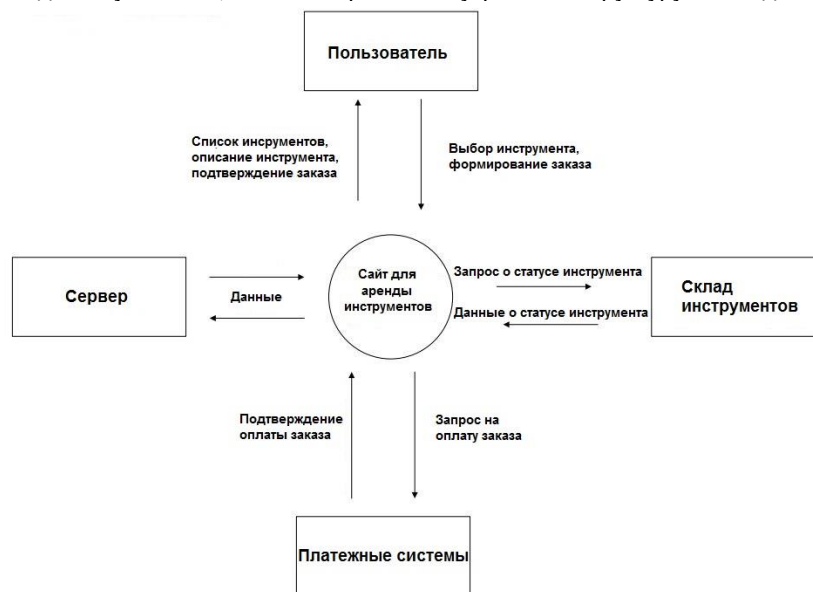 Пользователь
Список инсрументов,
описание инструмента,
подтверждение заказа
Выбор инструмента,
формирование заказа
Сервер
Данные
Сайт для
аренды
инструментов
Запрос о статусе инструмента
Данные о статусе инструмента
Склад
инструментов
Подтверждение
оплаты заказа
Запрос на
оплату заказа
Платежные системы